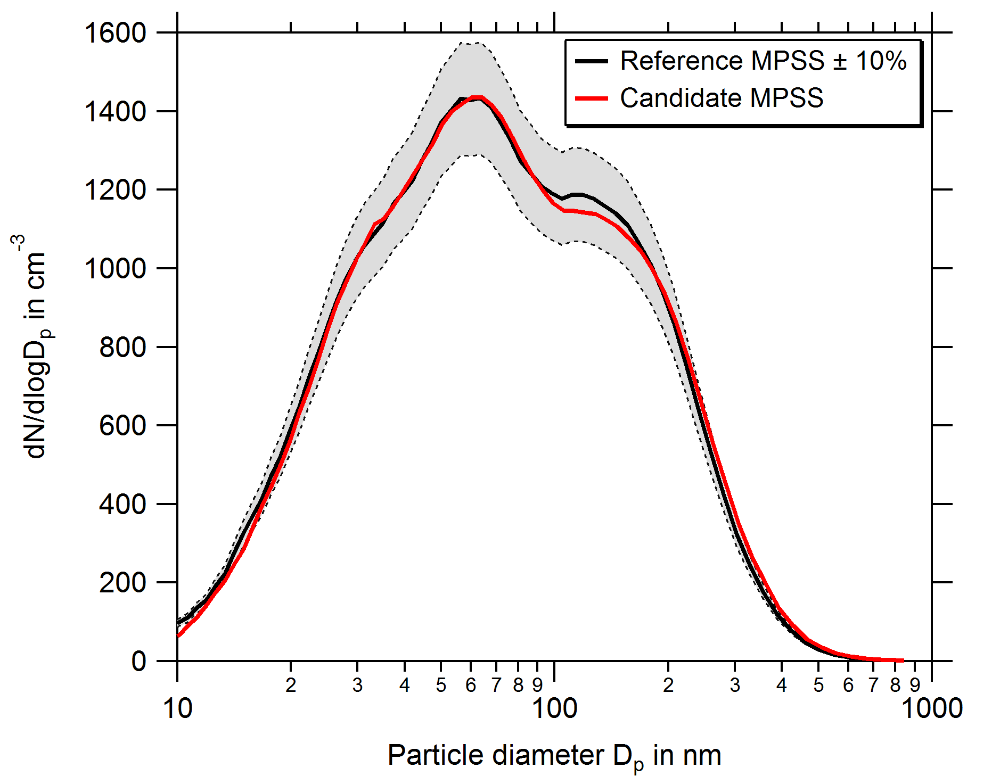 1600
1400
1200
1000
800
600
400
200
0
dN/dlogDp in cm-3
Reference MPSS ± 10%
Candidate MPSS
2 3 4 5 6 7 8 9 2 3 4 5 6 7 8 9
10 100 1000
Particle diameter Dp in nm